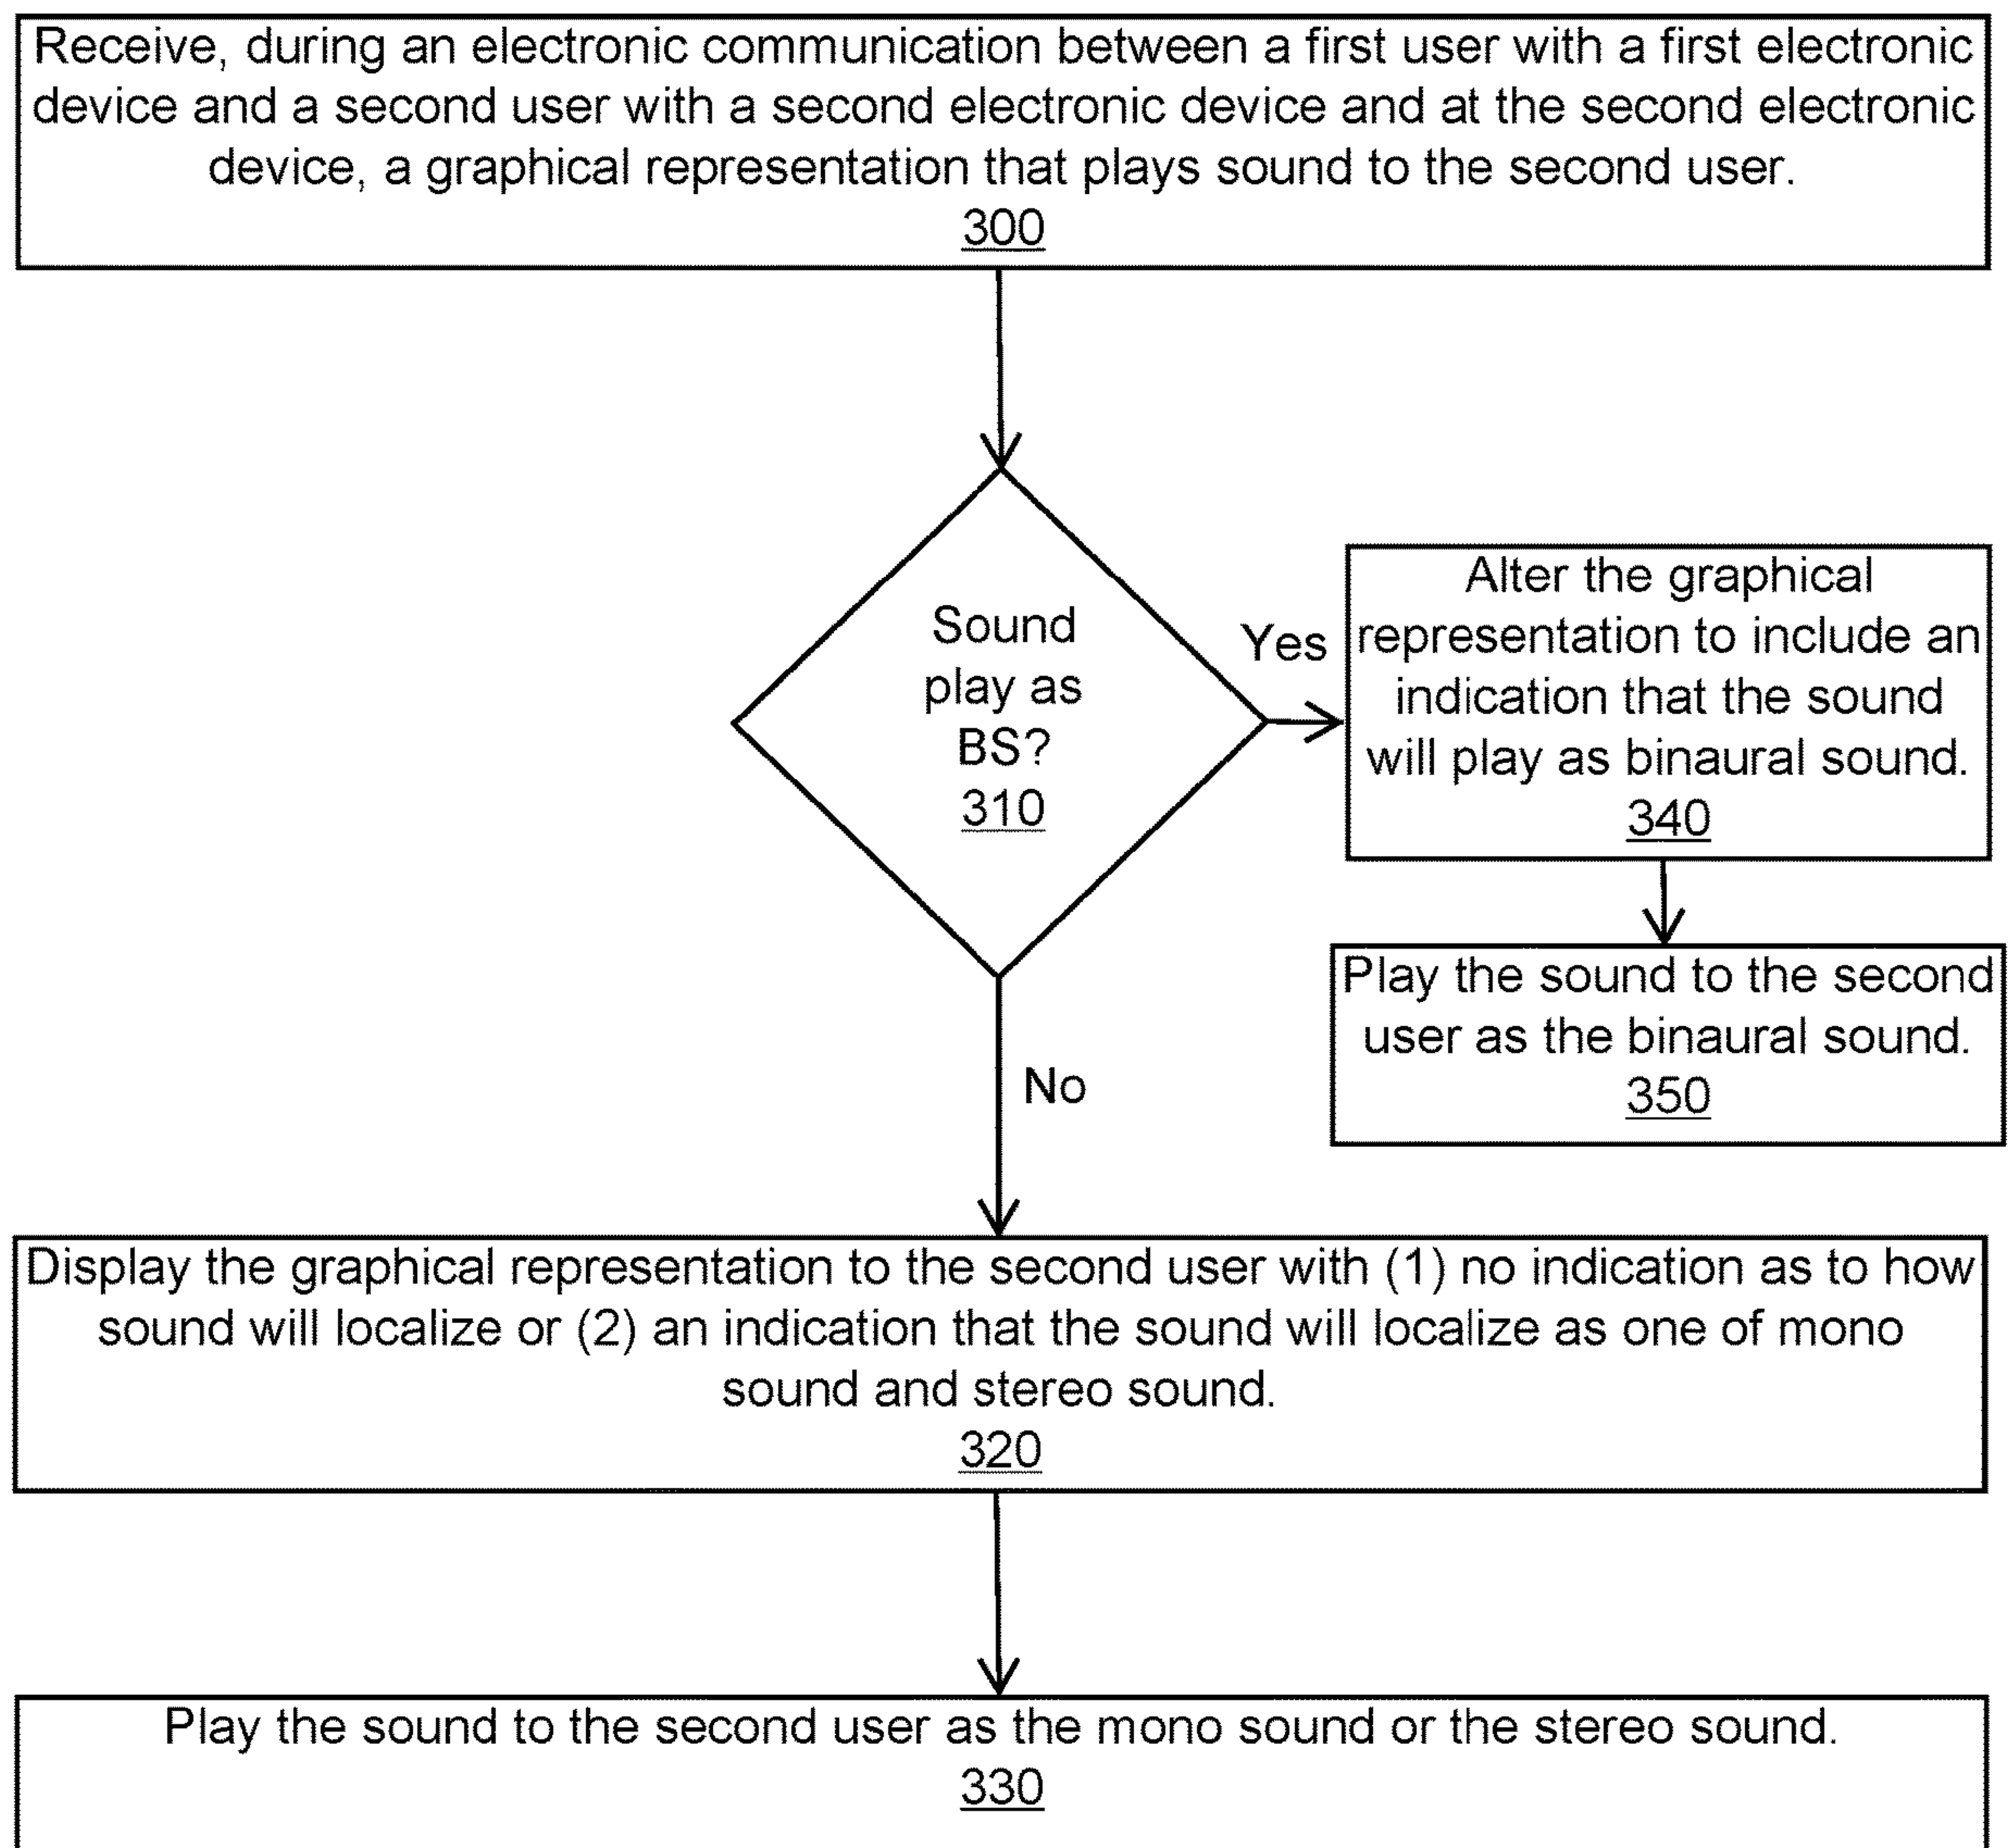 Receive, during an electronic communication between a first user with a first electronic
device and a second user with a second electronic device and at the second electronic
device, a graphical representation that plays sound to the second user.
300
Sound
play as
BS?
310
Yes
Alter the graphical
representation to include an
indication that the sound
will play as binaural sound.
340
Play the sound to the second
user as the binaural sound.
350
No
Display the graphical representation to the second user with (1) no indication as to how
sound will localize or (2) an indication that the sound will localize as one of mono
sound and stereo sound.
320
Play the sound to the second user as the mono sound or the stereo sound.
330